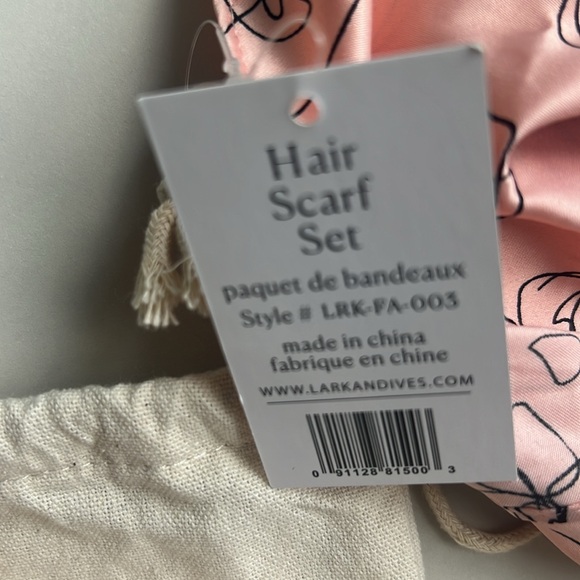 Hair
Scarf
Set
paquet de bandeaux
Style # LRK-FA-003
made in china
fabrique en chine
WWW.LARKANDIVES.COM
0 91128 81500 3